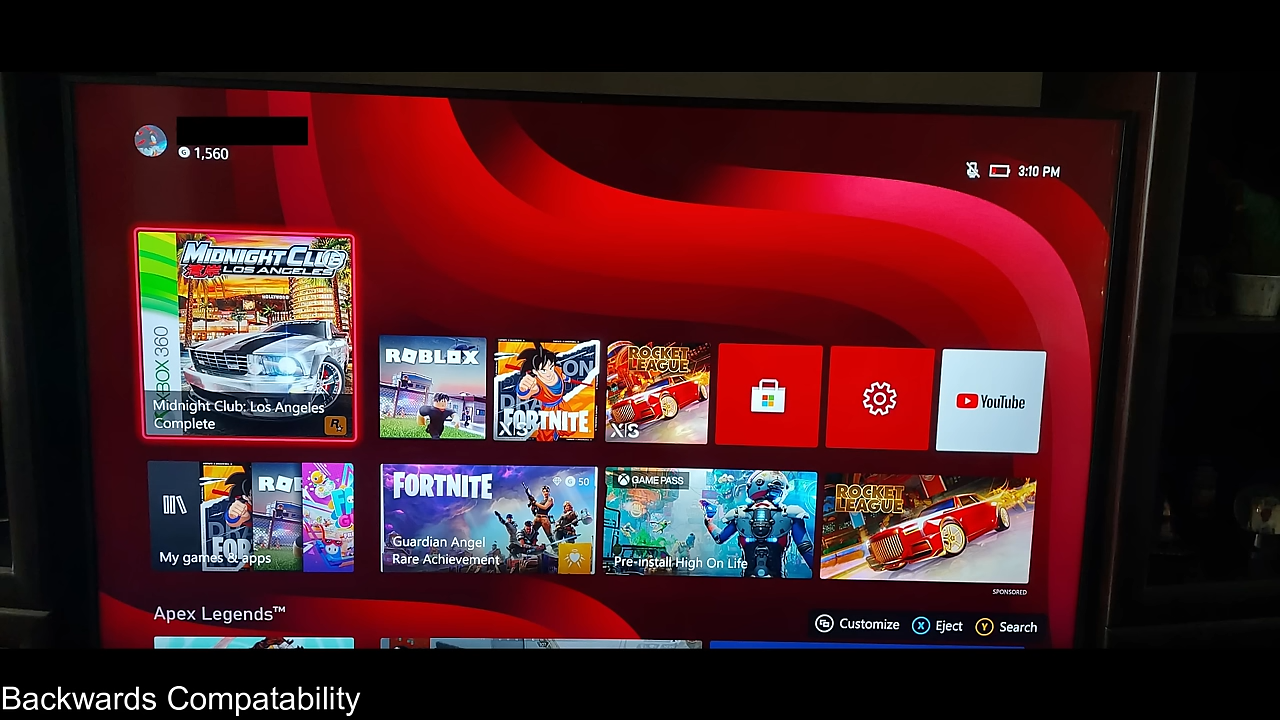 1,560
3:10 PM
MIDNIGHT CLUB
LOS ANGELES
XBOX 360
Midnight Club: Los Angeles
Complete
R
ROBLOX
FORTNITE
X|S
ROCKET
LEAGUE
X|S
YouTube
My games & apps
FORTNITE
G 50
Guardian Angel
Rare Achievement
GAME PASS
Pre-install High On Life
ROCKET
LEAGUE
SPONSORED
Apex Legends™
Customize
X Eject
Y Search
Backwards Compatability